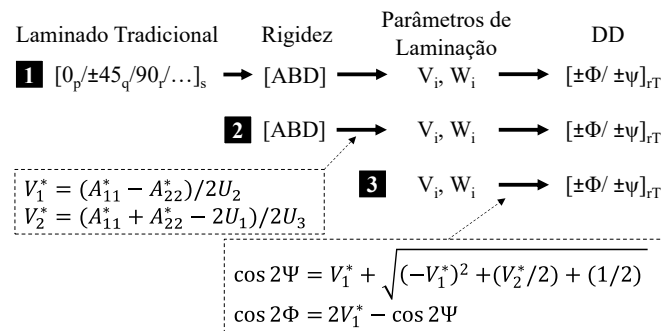 Laminado Tradicional Rigidez Parâmetros de Laminação DD
1 [0ₚ/±45_q/90ᵣ/…]ₛ [ABD] Vᵢ, Wᵢ [±Φ/ ±ψ]ᵣT
2 [ABD] Vᵢ, Wᵢ [±Φ/ ±ψ]ᵣT
3 Vᵢ, Wᵢ [±Φ/ ±ψ]ᵣT
V₁* = (A₁₁* − A₂₂*)/2U₂
V₂* = (A₁₁* + A₂₂* − 2U₁)/2U₃
cos 2Ψ = V₁* + √((−V₁*)² +(V₂*/2) + (1/2))
cos 2Φ = 2V₁* − cos 2Ψ